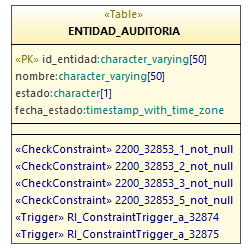 «Table»
ENTIDAD_AUDITORIA
«PK» id_entidad:character_varying[50]
nombre:character_varying[50]
estado:character[1]
fecha_estado:timestamp_with_time_zone
«CheckConstraint» 2200_32853_1_not_null
«CheckConstraint» 2200_32853_2_not_null
«CheckConstraint» 2200_32853_3_not_null
«CheckConstraint» 2200_32853_5_not_null
«Trigger» RI_ConstraintTrigger_a_32874
«Trigger» RI_ConstraintTrigger_a_32875